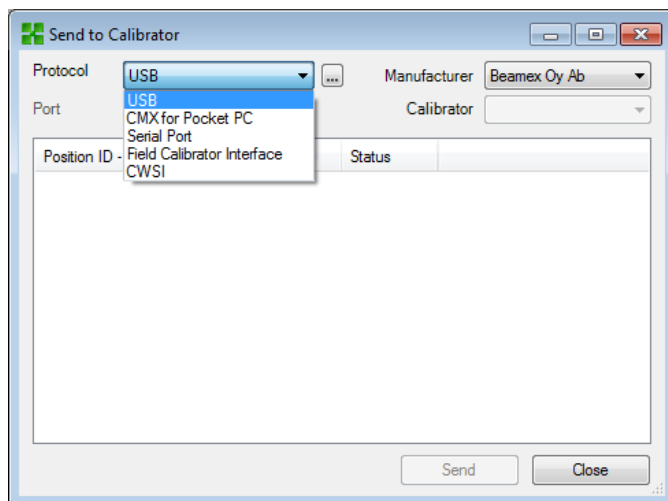 Send to Calibrator
Protocol USB ... Manufacturer Beamex Oy Ab
USB
Port CMX for Pocket PC Calibrator
Serial Port
Position ID - Field Calibrator Interface Status
CWSI
Send Close